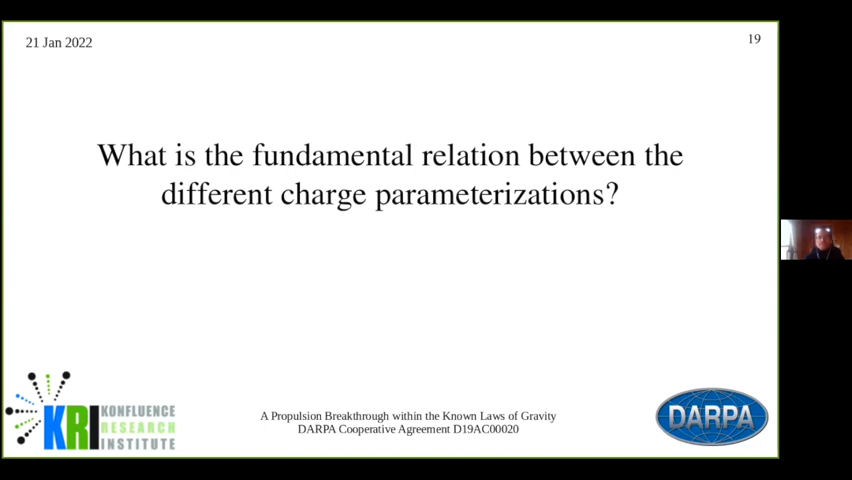 21 Jan 2022
19
What is the fundamental relation between the
different charge parameterizations?
KRI
KONFLUENCE
RESEARCH
INSTITUTE
A Propulsion Breakthrough within the Known Laws of Gravity
DARPA Cooperative Agreement D19AC00020
DARPA